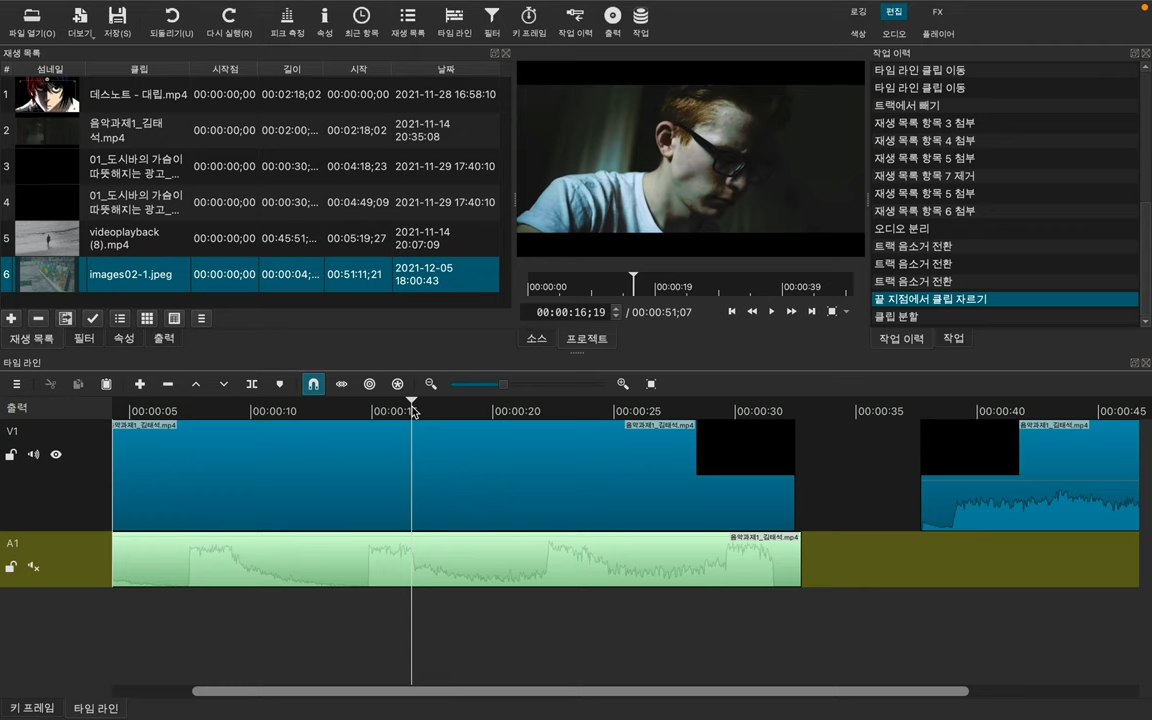 파일 열기(O) 더보기 저장(S) 되돌리기(U) 다시 실행(R) 피크 측정 속성 최근 항목 재생 목록 타임 라인 필터 키 프레임 작업 이력 출력 작업
로깅 편집 FX
색상 오디오 플레이어
재생 목록
# 섬네일 클립 시작점 길이 시작 날짜
1 데스노트 - 대립.mp4 00:00:00;00 00:02:18;02 00:00:00;00 2021-11-28 16:58:10
2 음악과제1_김태석.mp4 00:00:00;00 00:02:00;... 00:02:18;02 2021-11-14 20:35:08
3 01_도시바의 가슴이 따뜻해지는 광고_... 00:00:00;00 00:00:30;... 00:04:18;23 2021-11-29 17:40:10
4 01_도시바의 가슴이 따뜻해지는 광고_... 00:00:00;00 00:00:30;... 00:04:49;09 2021-11-29 17:40:10
5 videoplayback (8).mp4 00:00:00;00 00:45:51;... 00:05:19;27 2021-11-14 20:07:09
6 images02-1.jpeg 00:00:00;00 00:00:04;... 00:51:11;21 2021-12-05 18:00:43
재생 목록 필터 속성 출력
00:00:00 00:00:19 00:00:39
00:00:16;19 / 00:00:51;07
소스 프로젝트
작업 이력
타임 라인 클립 이동
타임 라인 클립 이동
트랙에서 빼기
재생 목록 항목 3 첨부
재생 목록 항목 4 첨부
재생 목록 항목 5 첨부
재생 목록 항목 7 제거
재생 목록 항목 5 첨부
재생 목록 항목 6 첨부
오디오 분리
트랙 음소거 전환
트랙 음소거 전환
트랙 음소거 전환
끝 지점에서 클립 자르기
클립 분할
작업 이력 작업
타임 라인
출력 00:00:05 00:00:10 00:00:20 00:00:25 00:00:30 00:00:35 00:00:40 00:00:45
V1 음악과제1_김태석.mp4 음악과제1_김태석.mp4 음악과제1_김태석.mp4
A1 음악과제1_김태석.mp4
키 프레임 타임 라인